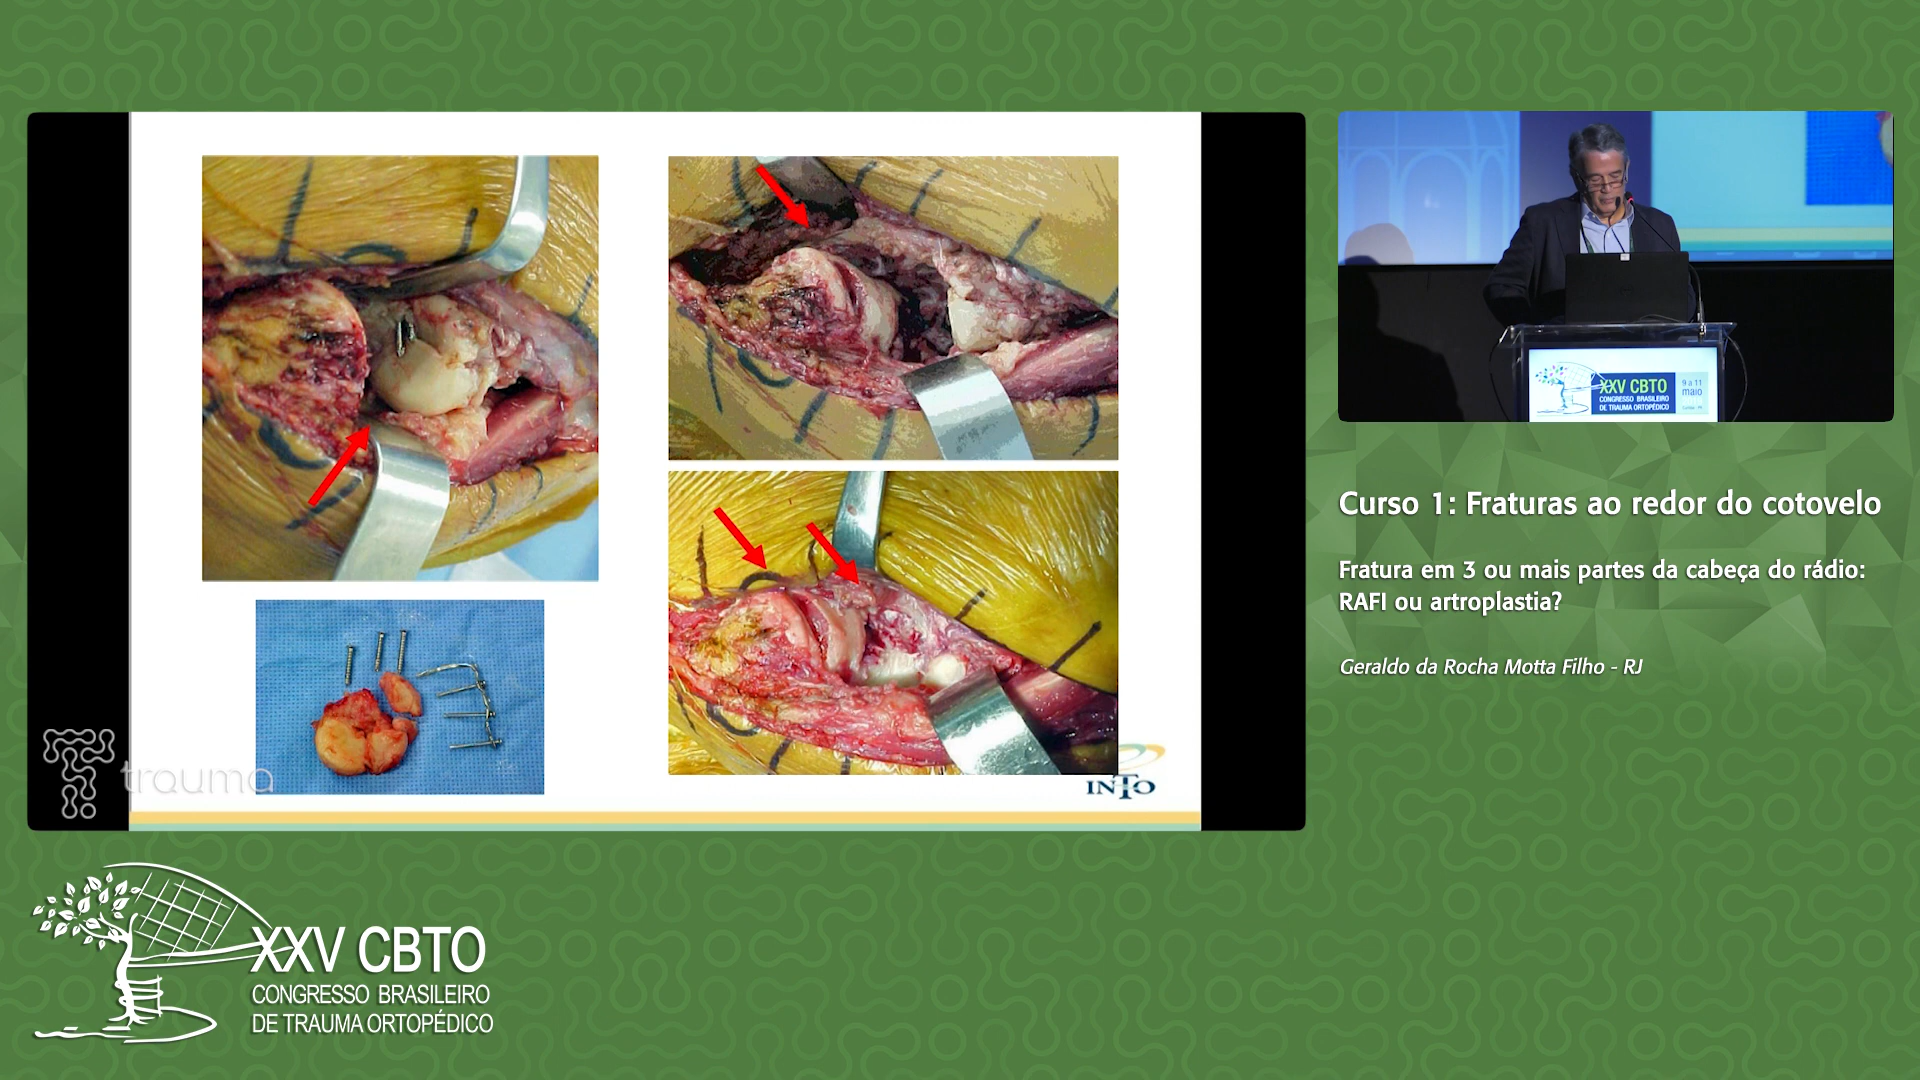 trauma
INTO
XXV CBTO
CONGRESSO BRASILEIRO
DE TRAUMA ORTOPÉDICO
9 a 11
maio
Curso 1: Fraturas ao redor do cotovelo
Fratura em 3 ou mais partes da cabeça do rádio:
RAFI ou artroplastia?
Geraldo da Rocha Motta Filho - RJ
XXV CBTO
CONGRESSO BRASILEIRO
DE TRAUMA ORTOPÉDICO